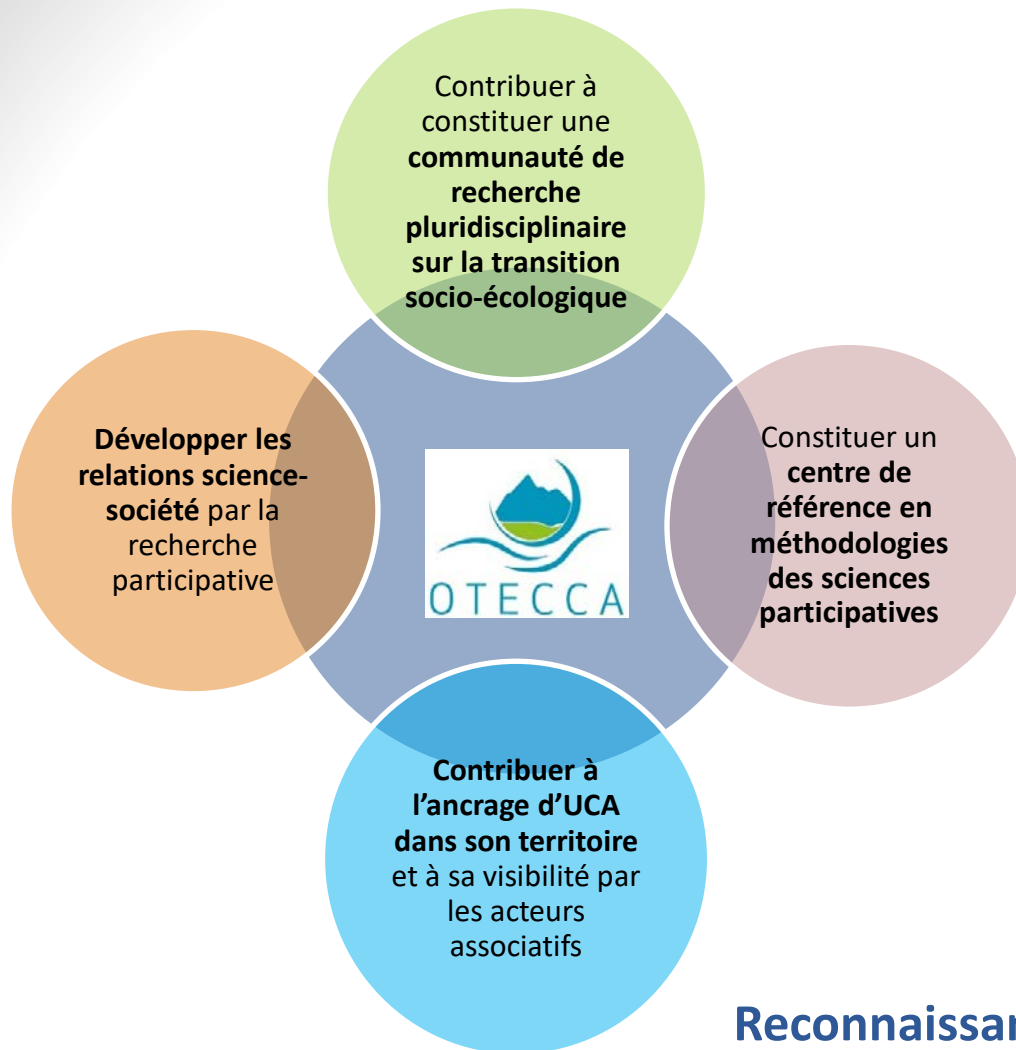 Contribuer à
constituer une
communauté de
recherche
pluridisciplinaire
sur la transition
socio-écologique
Développer les
relations science-
société par la
recherche
participative
OTECCA
Constituer un
centre de
référence en
méthodologies
des sciences
participatives
Contribuer à
l’ancrage d’UCA
dans son territoire
et à sa visibilité par
les acteurs
associatifs